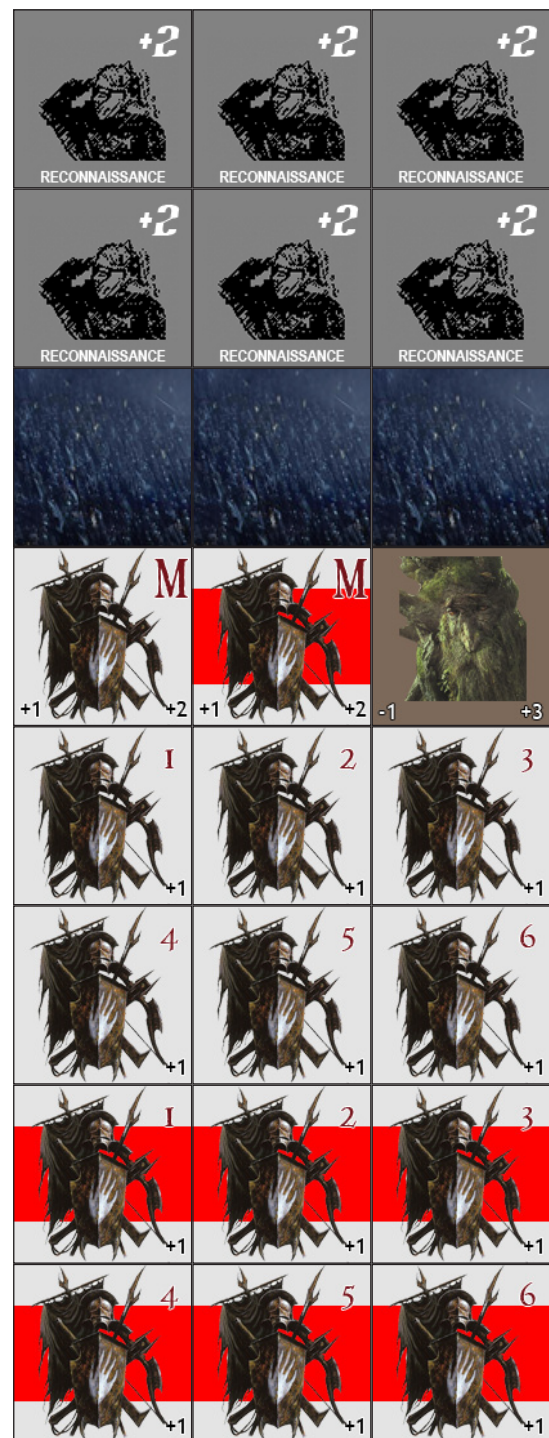 +2 +2 +2
RECONNAISSANCE RECONNAISSANCE RECONNAISSANCE
+2 +2 +2
RECONNAISSANCE RECONNAISSANCE RECONNAISSANCE
M M
+1 +2 +1 +2 -1 +3
1 2 3
+1 +1 +1
4 5 6
+1 +1 +1
1 2 3
+1 +1 +1
4 5 6
+1 +1 +1